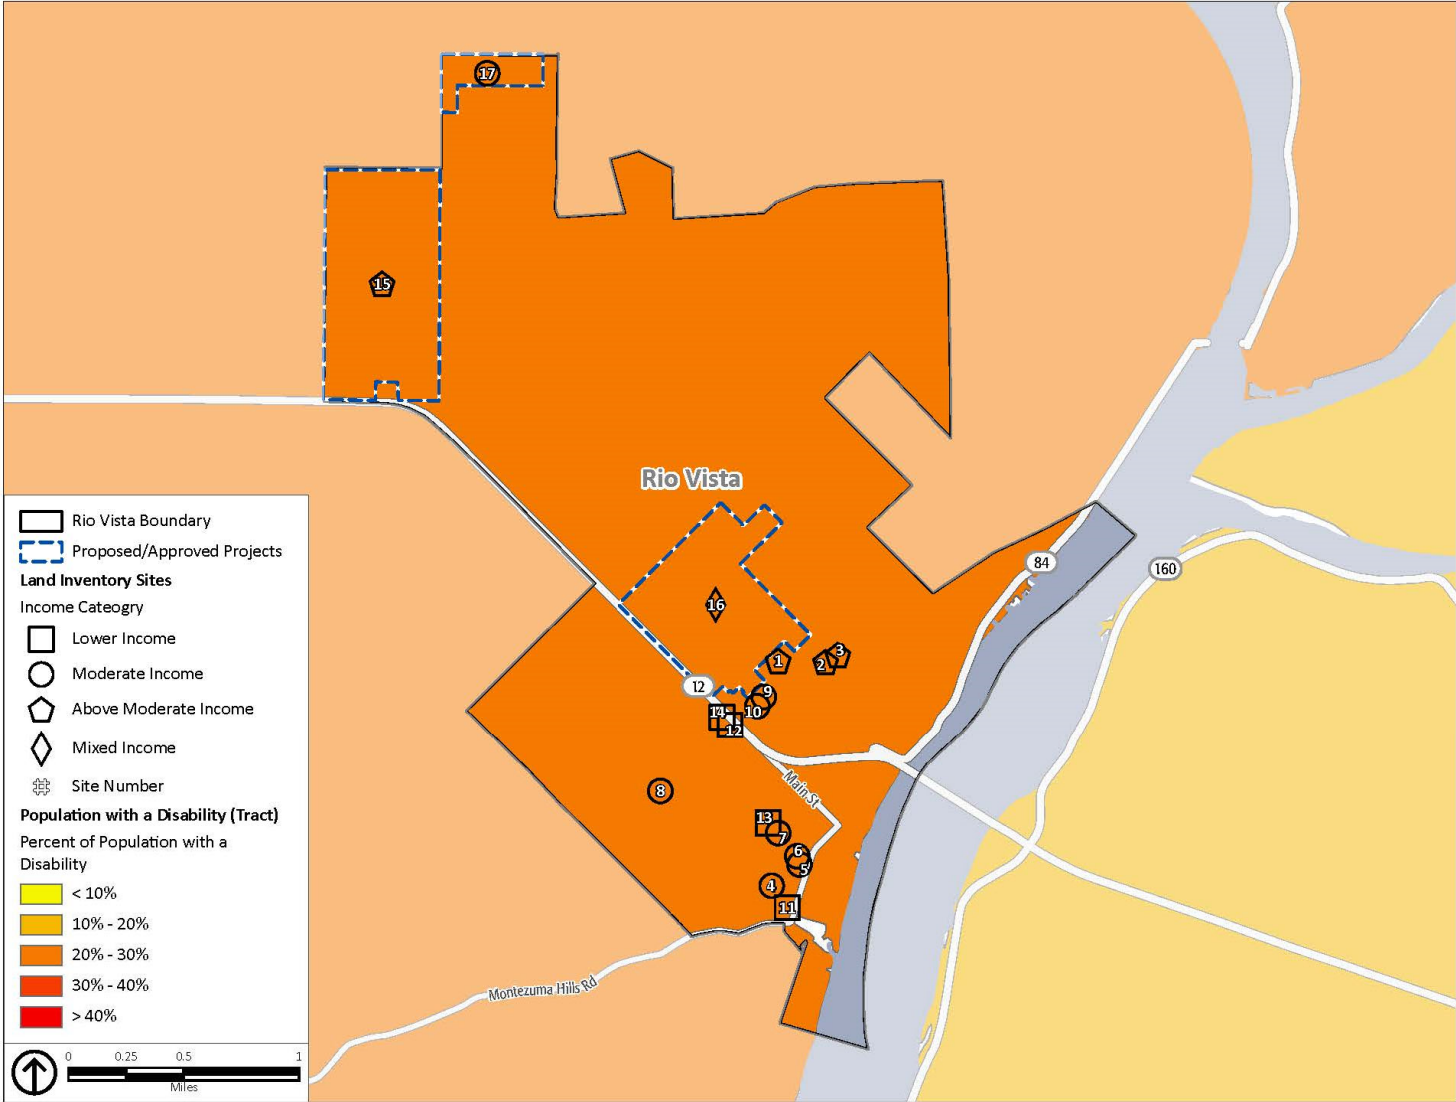 17
15
Rio Vista
84
160
16
1
2
3
12
9
10
14
12
Main St
8
13
7
6
5
4
11
Montezuma Hills Rd
Rio Vista Boundary
Proposed/Approved Projects
Land Inventory Sites
Income Cateogry
Lower Income
Moderate Income
Above Moderate Income
Mixed Income
# Site Number
Population with a Disability (Tract)
Percent of Population with a
Disability
< 10%
10% - 20%
20% - 30%
30% - 40%
> 40%
0 0.25 0.5 1
Miles